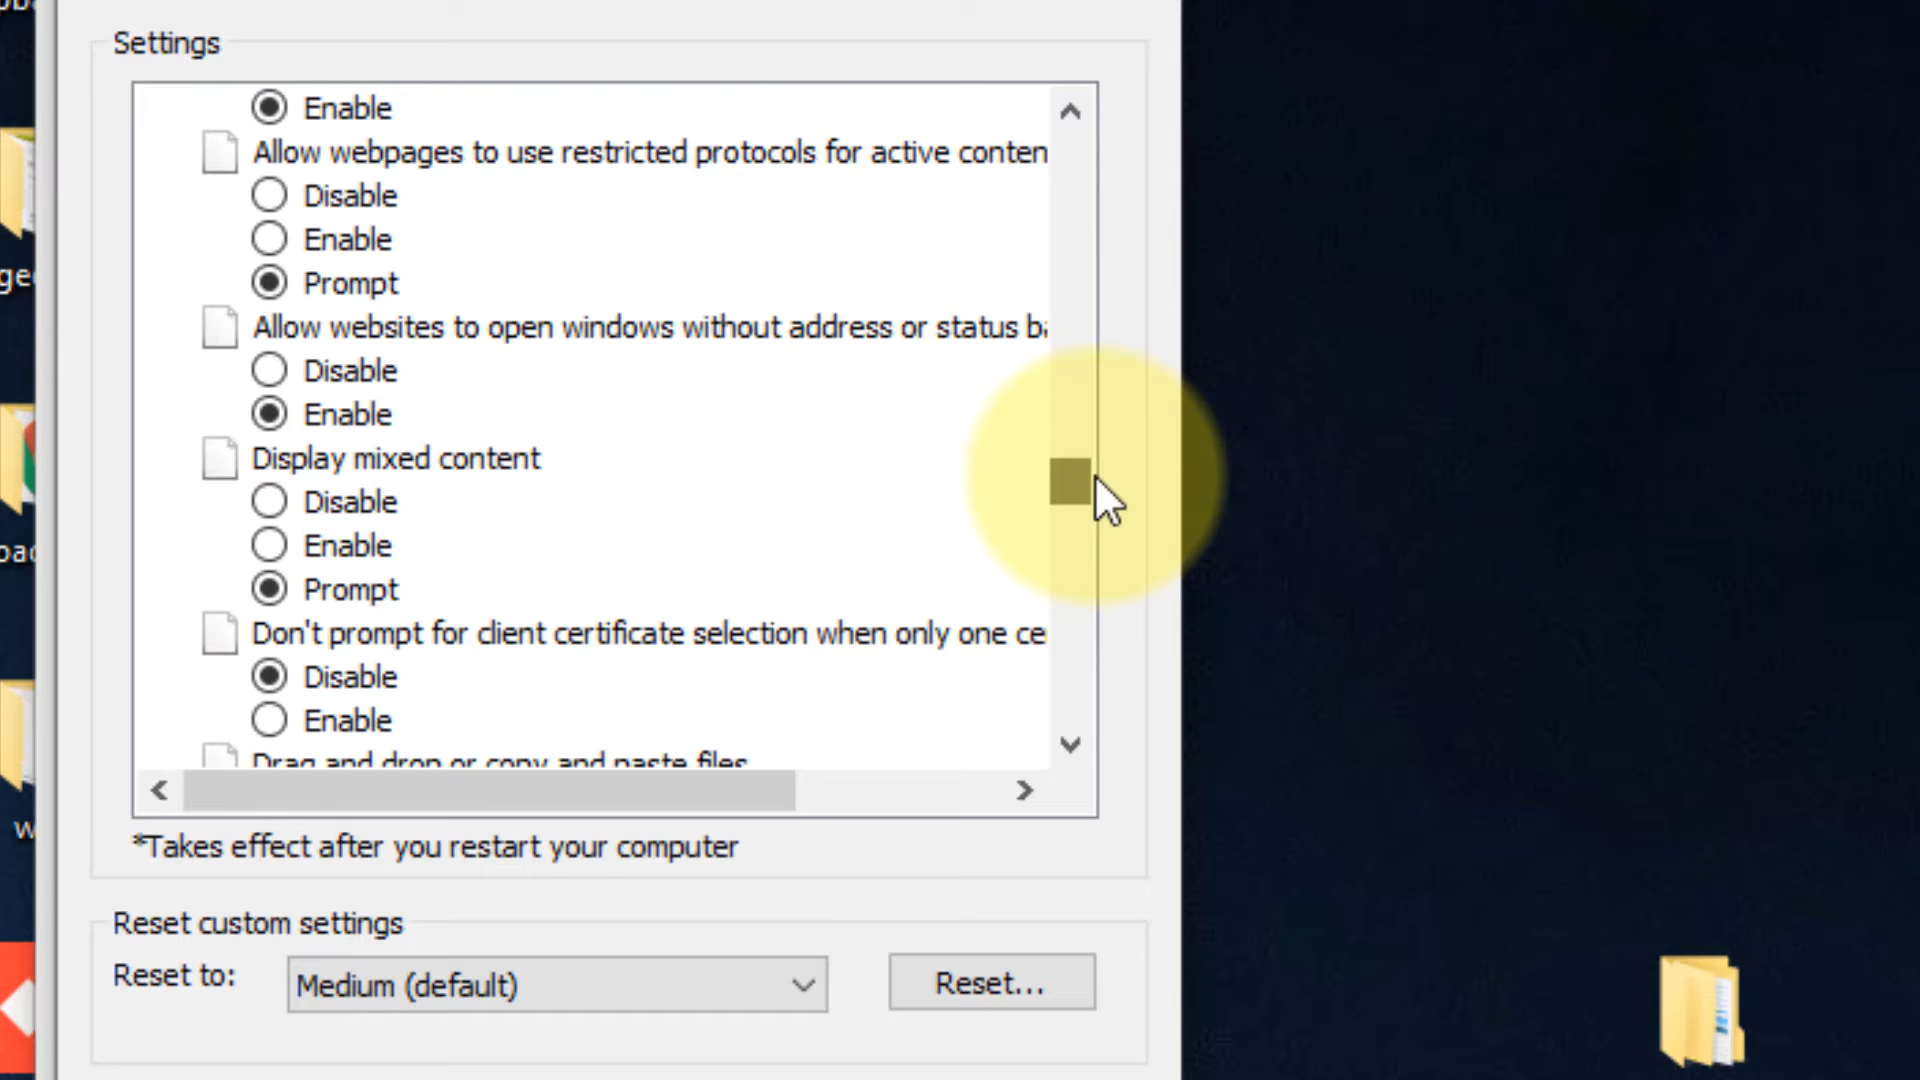 Settings
Enable
Allow webpages to use restricted protocols for active conten
Disable
Enable
Prompt
Allow websites to open windows without address or status
Disable
Enable
Display mixed content
Disable
Enable
Prompt
Don't prompt for client certificate selection when only one ce
Disable
Enable
Drag and drop or copy and paste files
*Takes effect after you restart your computer
Reset custom settings
Reset to:
Medium (default)
Reset...